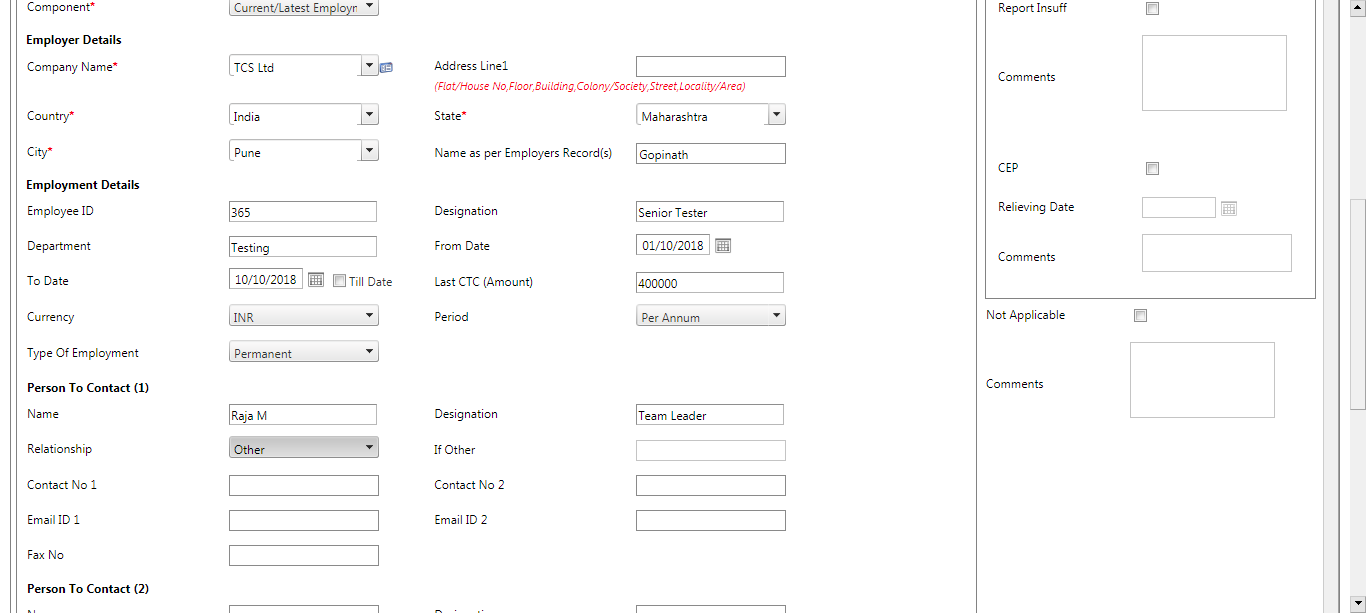 Component* Current/Latest Employn
Report Insuff
Employer Details
Company Name* TCS Ltd Address Line1
(Flat/House No,Floor,Building,Colony/Society,Street,Locality/Area)
Comments
Country* India State* Maharashtra
City* Pune Name as per Employers Record(s) Gopinath
CEP
Employment Details
Employee ID 365 Designation Senior Tester
Relieving Date
Department Testing From Date 01/10/2018
Comments
To Date 10/10/2018 Till Date Last CTC (Amount) 400000
Currency INR Period Per Annum
Not Applicable
Type Of Employment Permanent
Person To Contact (1)
Comments
Name Raja M Designation Team Leader
Relationship Other If Other
Contact No 1 Contact No 2
Email ID 1 Email ID 2
Fax No
Person To Contact (2)